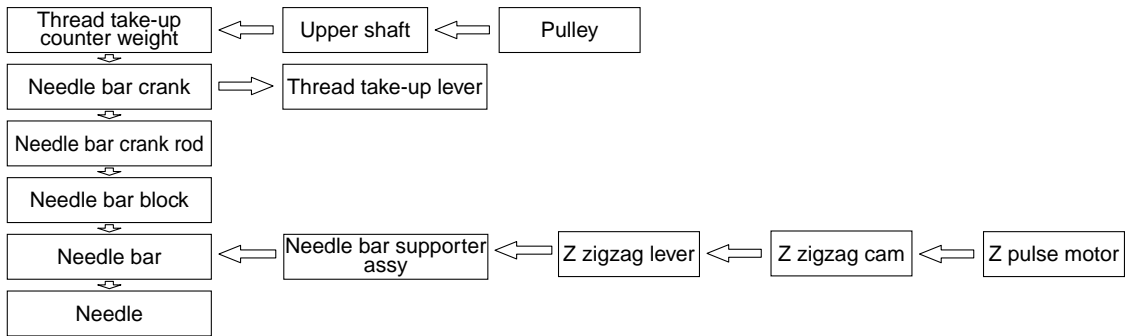 Thread take-up
counter weight
Upper shaft
Pulley
Needle bar crank
Thread take-up lever
Needle bar crank rod
Needle bar block
Needle bar
Needle bar supporter
assy
Z zigzag lever
Z zigzag cam
Z pulse motor
Needle